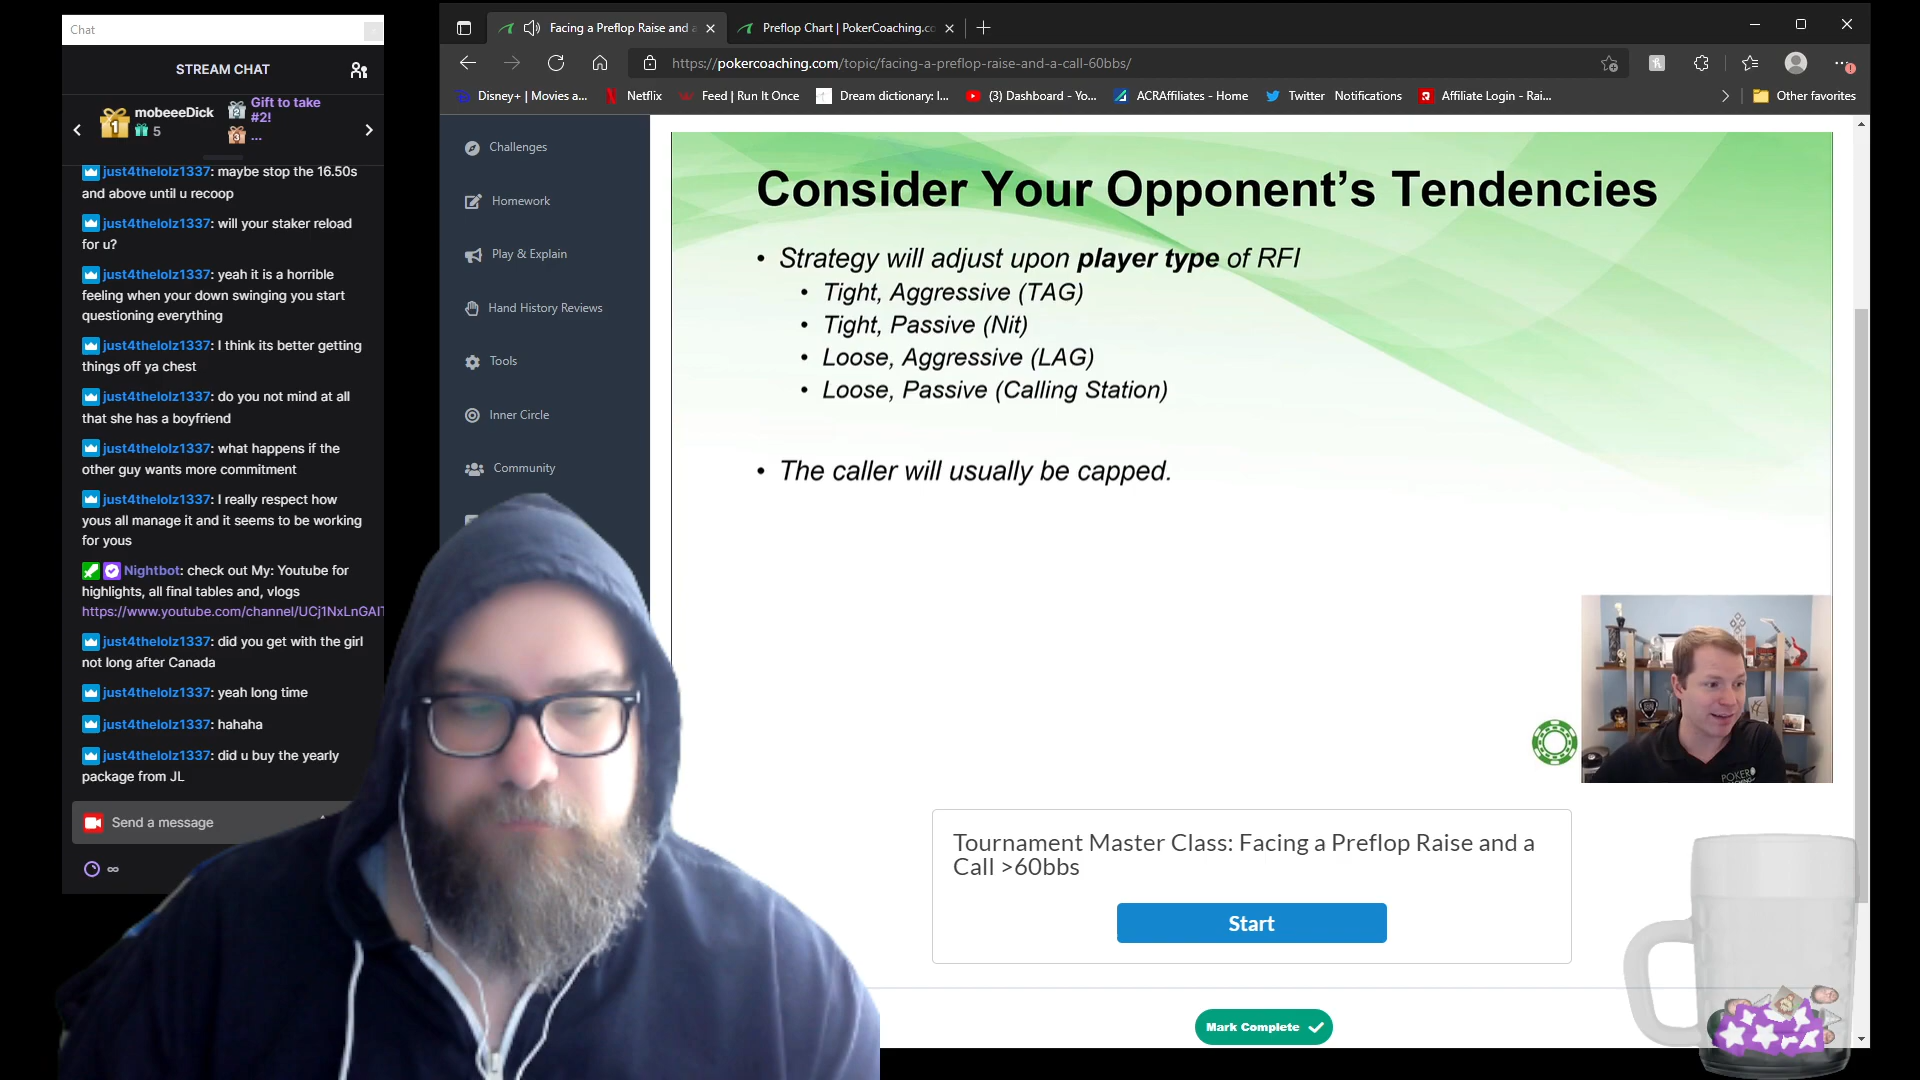 Chat
STREAM CHAT
mobeeeDick
5
Gift to take
#2!
...
just4thelolz1337: maybe stop the 16.50s
and above until u recoop
just4thelolz1337: will your staker reload
for u?
just4thelolz1337: yeah it is a horrible
feeling when your down swinging you start
questioning everything
just4thelolz1337: I think its better getting
things off ya chest
just4thelolz1337: do you not mind at all
that she has a boyfriend
just4thelolz1337: what happens if the
other guy wants more commitment
just4thelolz1337: I really respect how
yous all manage it and it seems to be working
for yous
Nightbot: check out My: Youtube for
highlights, all final tables and, vlogs
https://www.youtube.com/channel/UCj1NxLnGAI
just4thelolz1337: did you get with the girl
not long after Canada
just4thelolz1337: yeah long time
just4thelolz1337: hahaha
just4thelolz1337: did u buy the yearly
package from JL
Send a message
∞
Facing a Preflop Raise and a
Preflop Chart | PokerCoaching.co
https://pokercoaching.com/topic/facing-a-preflop-raise-and-a-call-60bbs/
Disney+ | Movies a...
Netflix
Feed | Run It Once
Dream dictionary: I...
(3) Dashboard - Yo...
ACRAffiliates - Home
Twitter
Notifications
Affiliate Login - Rai...
Other favorites
Challenges
Homework
Play & Explain
Hand History Reviews
Tools
Inner Circle
Community
Consider Your Opponent's Tendencies
• Strategy will adjust upon player type of RFI
• Tight, Aggressive (TAG)
• Tight, Passive (Nit)
• Loose, Aggressive (LAG)
• Loose, Passive (Calling Station)
• The caller will usually be capped.
POKER
Tournament Master Class: Facing a Preflop Raise and a
Call >60bbs
Start
Mark Complete